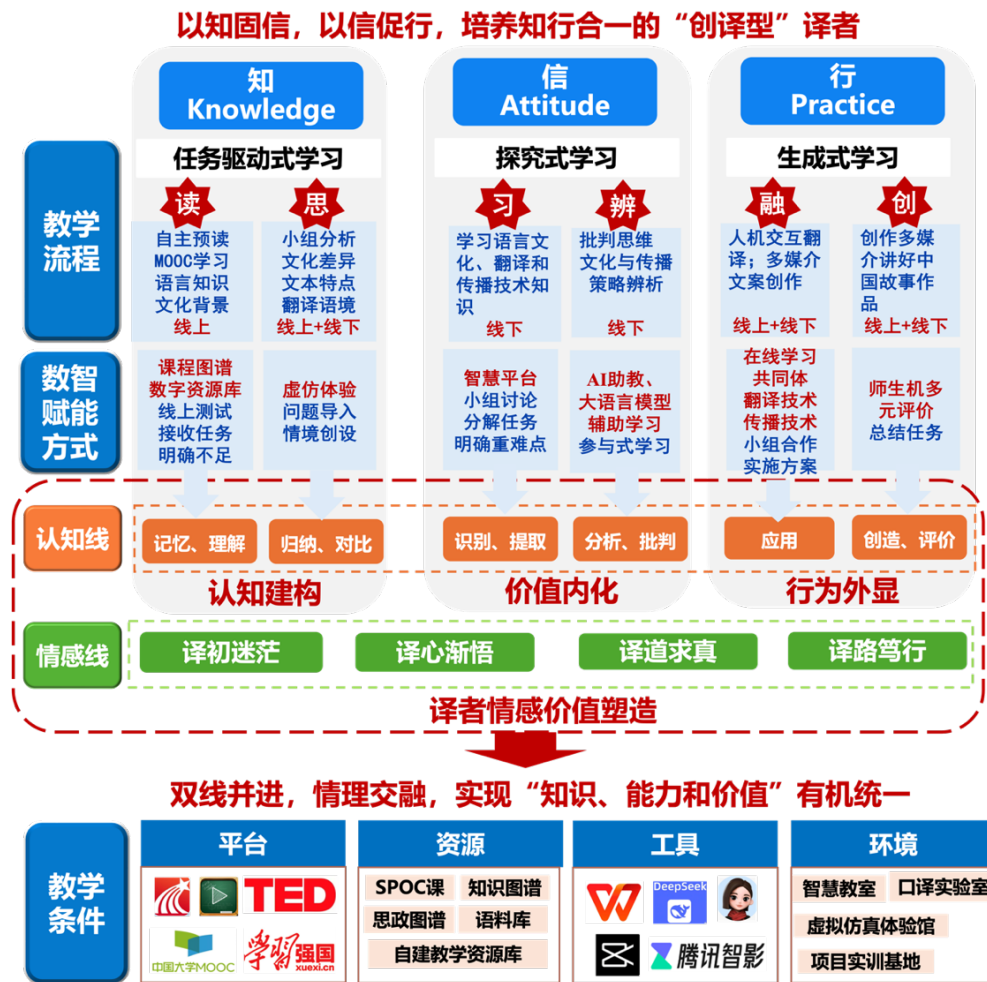 以知固信，以信促行，培养知行合一的“创译型”译者
知
Knowledge
信
Attitude
行
Practice
教学
流程
任务驱动式学习
探究式学习
生成式学习
读
思
习
辨
融
创
自主预读
MOOC学习
语言知识
文化背景
线上
小组分析
文化差异
文本特点
翻译语境
线上+线下
学习语言文
化、翻译和
传播技术知
识
线下
批判思维
文化与传播
策略辨析
线下
人机交互翻
译；多媒介
文案创作
线上+线下
创作多媒
介讲好中
国故事作
品
线上+线下
数智
赋能
方式
课程图谱
数字资源库
线上测试
接收任务
明确不足
虚仿体验
问题导入
情境创设
智慧平台
小组讨论
分解任务
明确重难点
AI助教、
大语言模型
辅助学习
参与式学习
在线学习
共同体
翻译技术
传播技术
小组合作
实施方案
师生机多
元评价
总结任务
认知线
记忆、理解
归纳、对比
识别、提取
分析、批判
应用
创造、评价
认知建构
价值内化
行为外显
情感线
译初迷茫
译心渐悟
译道求真
译路笃行
译者情感价值塑造
双线并进，情理交融，实现“知识、能力和价值”有机统一
教学
条件
平台
TED
中国大学MOOC
学习强国
xuexi.cn
资源
SPOC课
知识图谱
思政图谱
语料库
自建教学资源库
工具
DeepSeek
腾讯智影
环境
智慧教室
口译实验室
虚拟仿真体验馆
项目实训基地